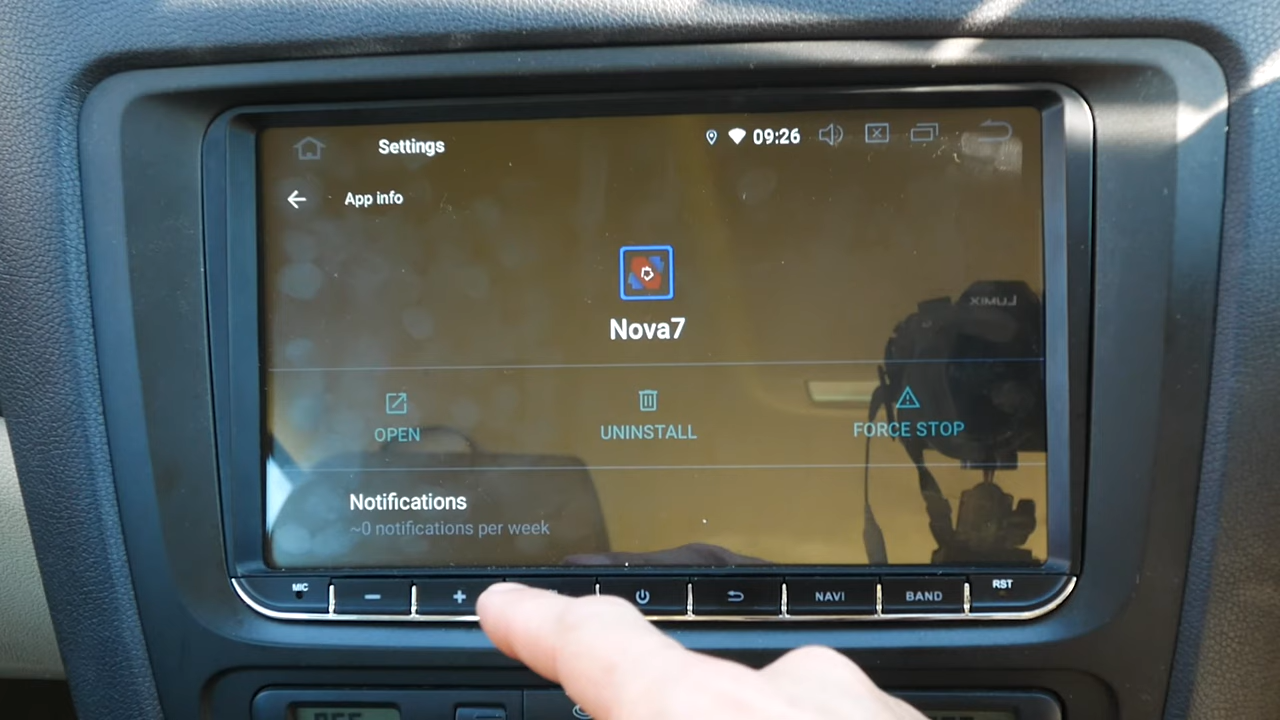 Settings
09:26
App info
LUMIX
Nova7
OPEN
UNINSTALL
FORCE STOP
Notifications
~0 notifications per week
MIC
NAVI
BAND
RST